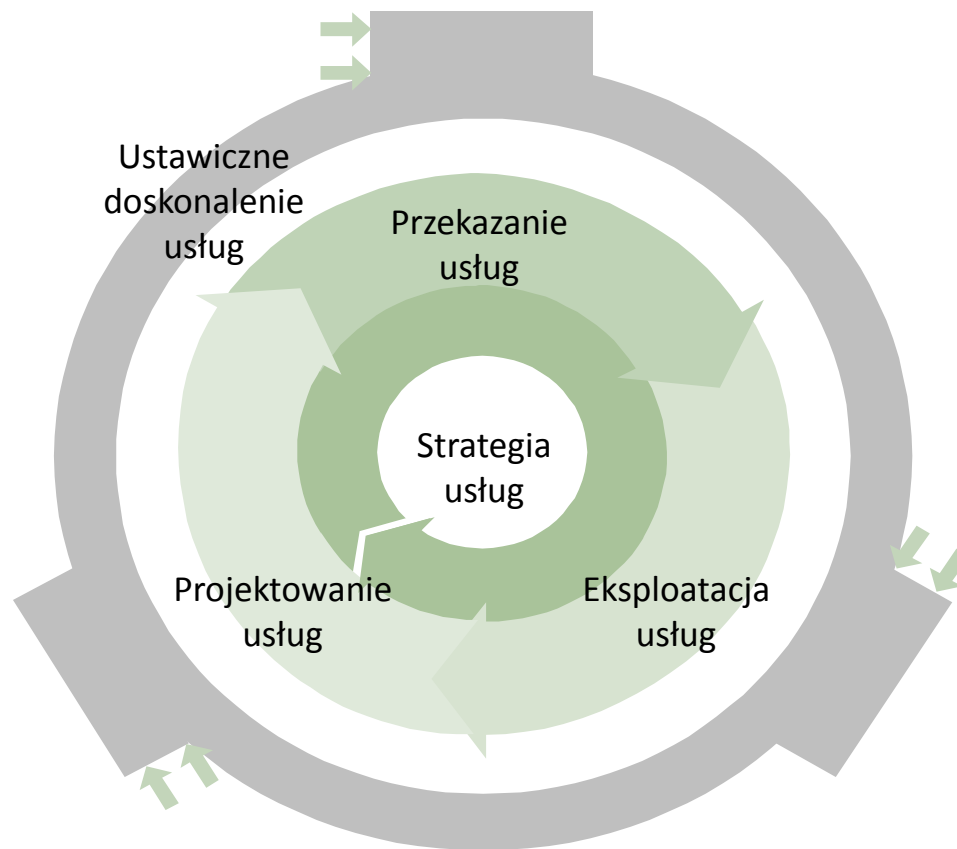 Ustawiczne
doskonalenie
usług
Przekazanie
usług
Strategia
usług
Projektowanie
usług
Eksploatacja
usług